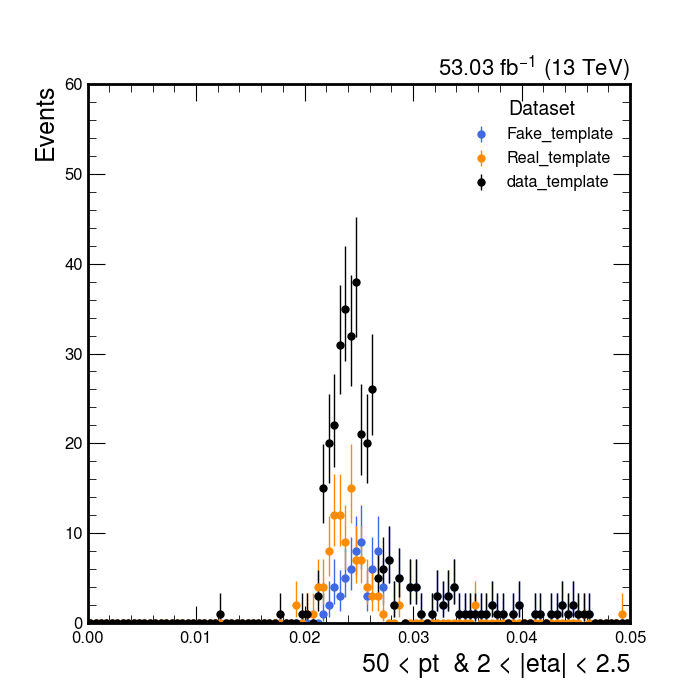 53.03 fb⁻¹ (13 TeV)
Events
60
50
40
30
20
10
0
Dataset
Fake_template
Real_template
data_template
0.00 0.01 0.02 0.03 0.04 0.05
50 < pt & 2 < |eta| < 2.5